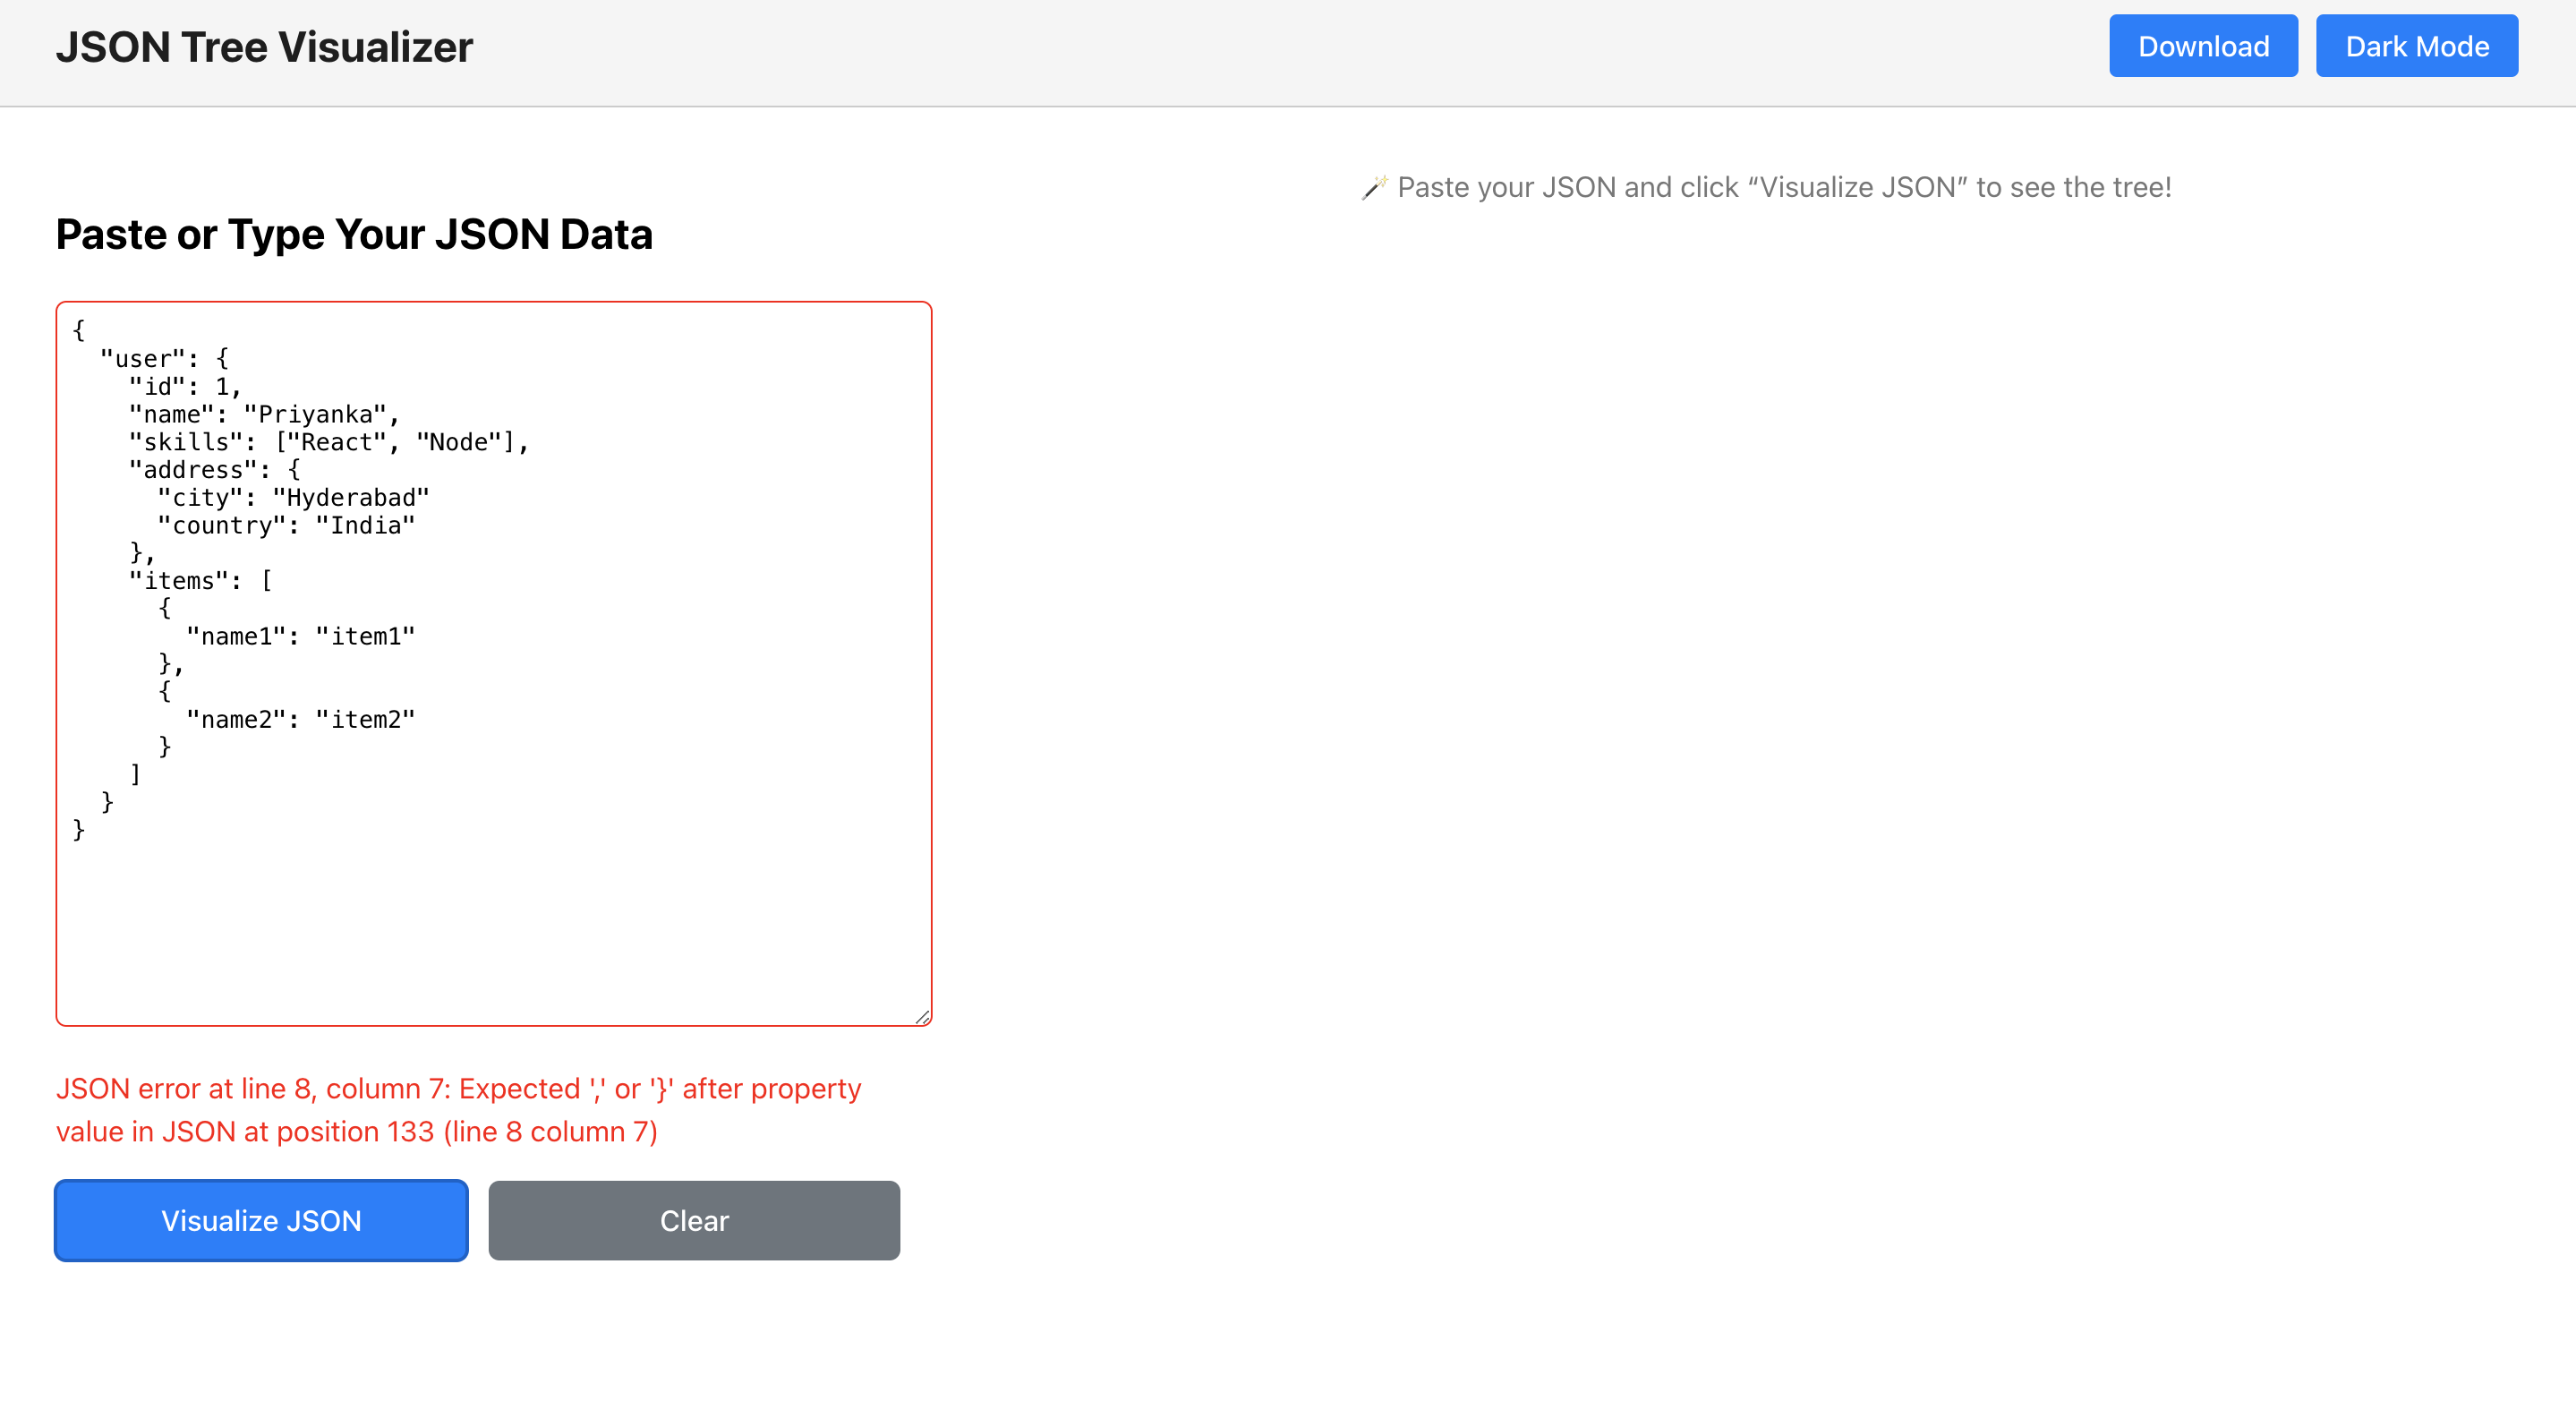 JSON Tree Visualizer
Download
Dark Mode
Paste or Type Your JSON Data
{
  "user": {
    "id": 1,
    "name": "Priyanka",
    "skills": ["React", "Node"],
    "address": {
      "city": "Hyderabad"
      "country": "India"
    },
    "items": [
      {
        "name1": "item1"
      },
      {
        "name2": "item2"
      }
    ]
  }
}
JSON error at line 8, column 7: Expected ',' or '}' after property
value in JSON at position 133 (line 8 column 7)
Visualize JSON
Clear
🪄 Paste your JSON and click “Visualize JSON” to see the tree!